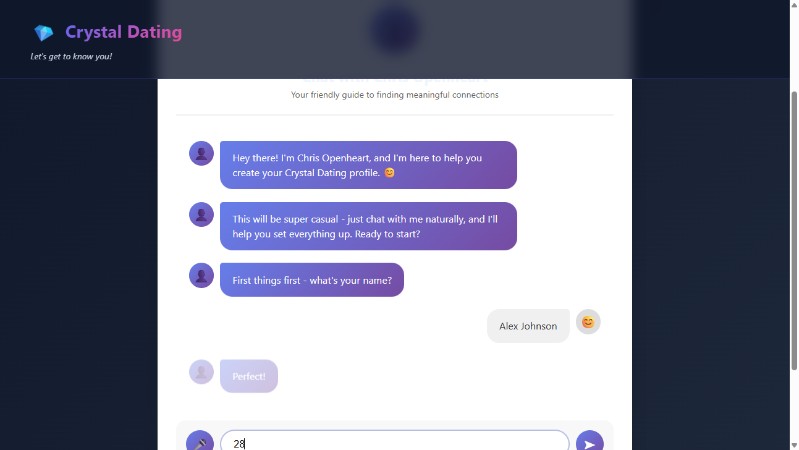 Crystal Dating
Let's get to know you!
Your friendly guide to finding meaningful connections
Hey there! I'm Chris Openheart, and I'm here to help you
create your Crystal Dating profile. 😊
This will be super casual - just chat with me naturally, and I'll
help you set everything up. Ready to start?
First things first - what's your name?
Alex Johnson
Perfect!
28